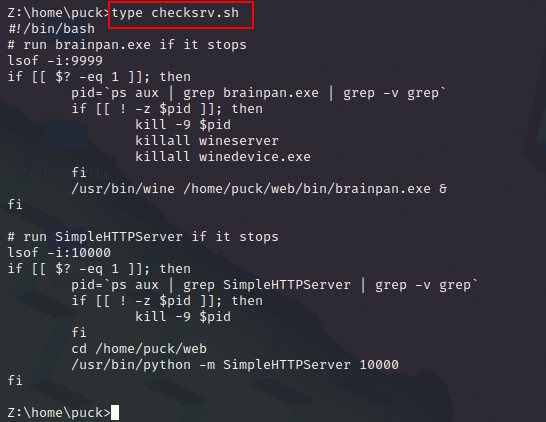 Z:\home\puck>type checksrv.sh
#!/bin/bash
# run brainpan.exe if it stops
lsof -i:9999
if [[ $? -eq 1 ]]; then
        pid=`ps aux | grep brainpan.exe | grep -v grep`
        if [[ ! -z $pid ]]; then
                kill -9 $pid
                killall wineserver
                killall winedevice.exe
        fi
        /usr/bin/wine /home/puck/web/bin/brainpan.exe &
fi

# run SimpleHTTPServer if it stops
lsof -i:10000
if [[ $? -eq 1 ]]; then
        pid=`ps aux | grep SimpleHTTPServer | grep -v grep`
        if [[ ! -z $pid ]]; then
                kill -9 $pid
        fi
        cd /home/puck/web
        /usr/bin/python -m SimpleHTTPServer 10000
fi

Z:\home\puck>